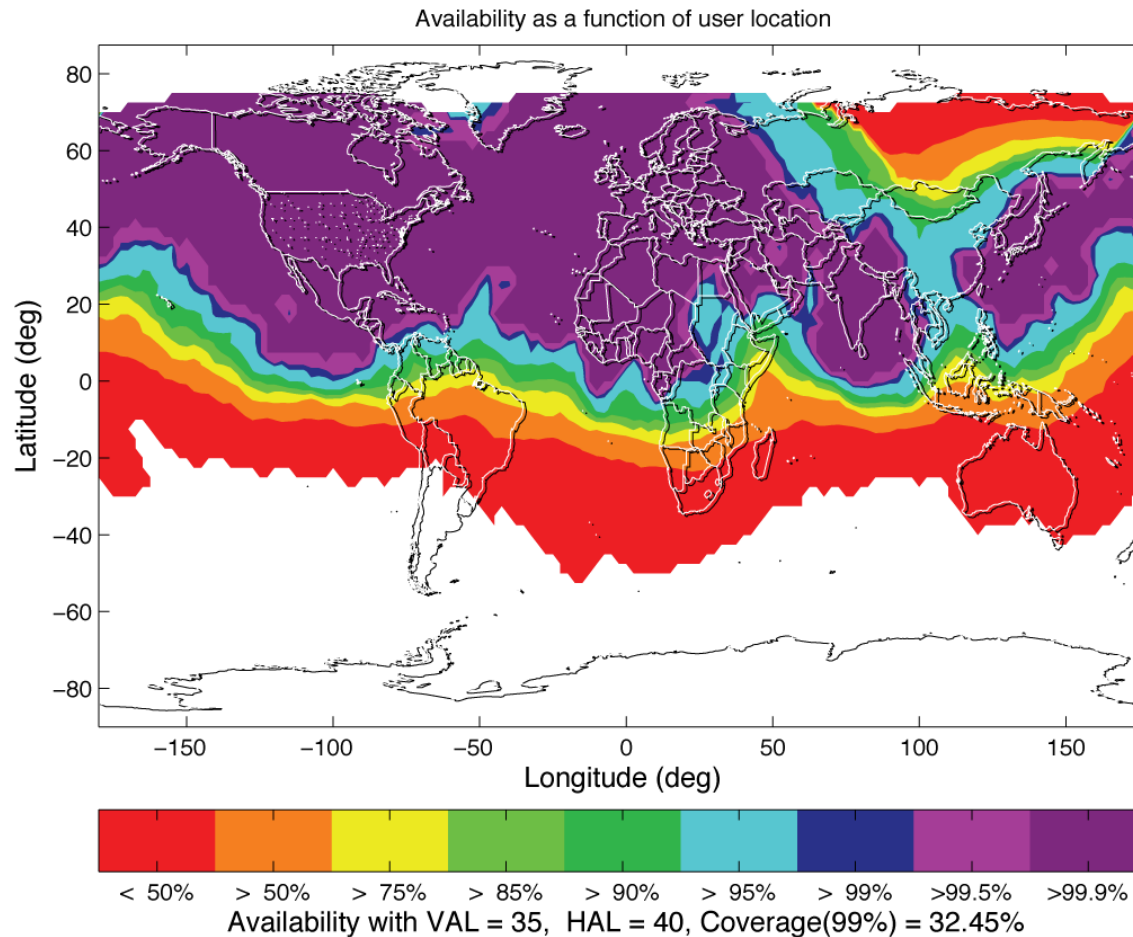 Availability as a function of user location
80
60
40
20
0
−20
−40
−60
−80
Latitude (deg)
−150 −100 −50 0 50 100 150
Longitude (deg)
< 50% > 50% > 75% > 85% > 90% > 95% > 99% >99.5% >99.9%
Availability with VAL = 35, HAL = 40, Coverage(99%) = 32.45%